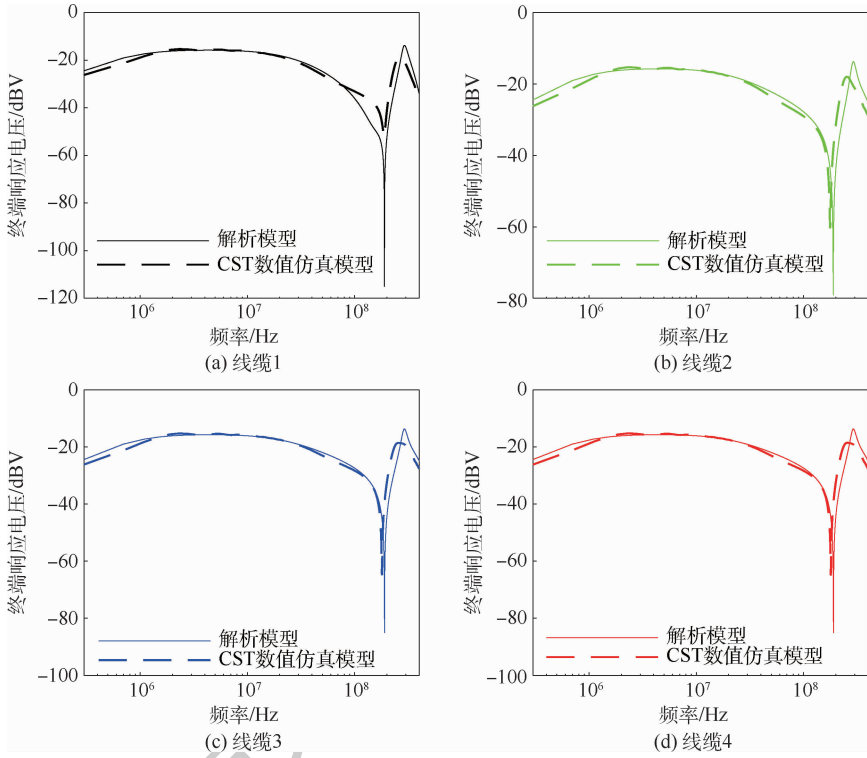 0
−20
−40
−60
−80
−100
−120
终端响应电压/dBV
解析模型
CST数值仿真模型
10⁶
10⁷
10⁸
频率/Hz
(a) 线缆1
0
−20
−40
−60
−80
终端响应电压/dBV
解析模型
CST数值仿真模型
10⁶
10⁷
10⁸
频率/Hz
(b) 线缆2
0
−20
−40
−60
−80
−100
终端响应电压/dBV
解析模型
CST数值仿真模型
10⁶
10⁷
10⁸
频率/Hz
(c) 线缆3
0
−20
−40
−60
−80
−100
终端响应电压/dBV
解析模型
CST数值仿真模型
10⁶
10⁷
10⁸
频率/Hz
(d) 线缆4